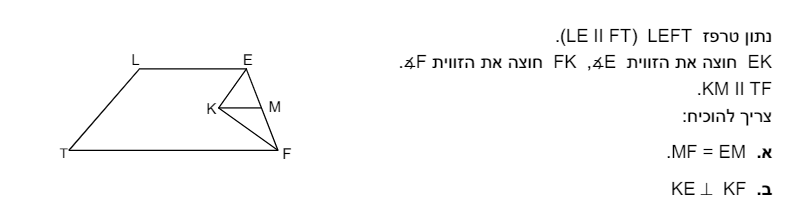 נתון טרפז LEFT (LE II FT).
EK חוצה את הזווית ∡E, FK חוצה את הזווית ∡F.
KM II TF.
צריך להוכיח:
א. MF = EM.
ב. KE ⊥ KF
L
E
K
M
T
F